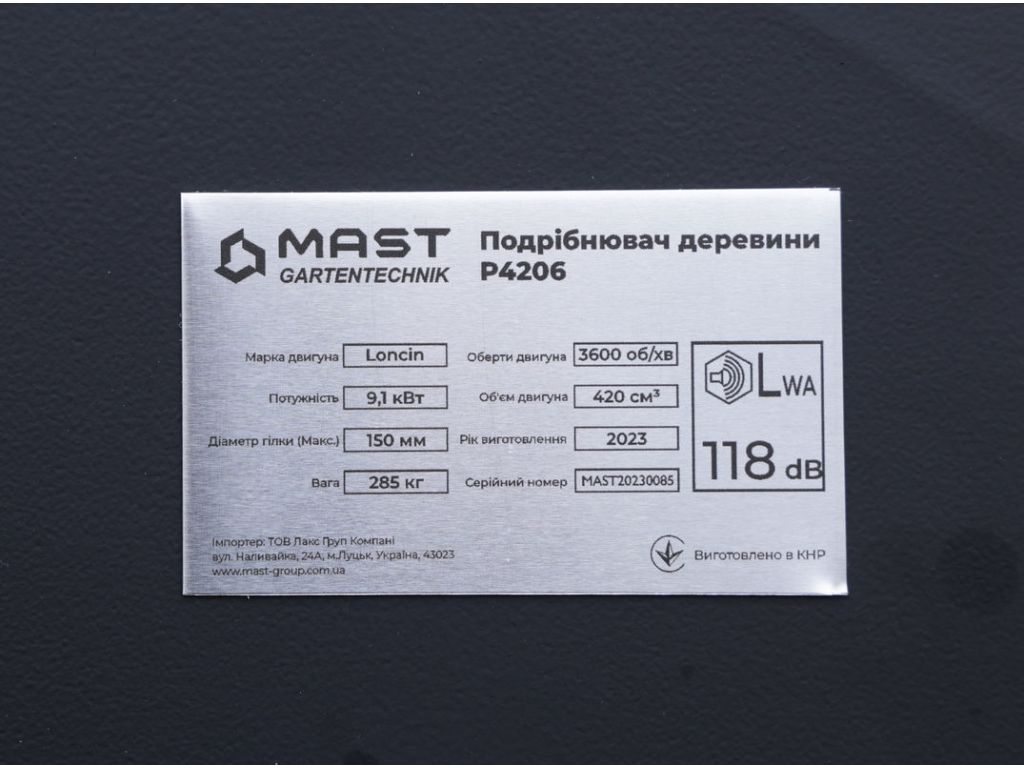 MAST
GARTENTECHNIK
Подрібнювач деревини
P4206
Марка двигуна Loncin
Оберти двигуна 3600 об/хв
Потужність 9,1 кВт
Об'єм двигуна 420 см³
Діаметр гілки (Макс.) 150 мм
Рік виготовлення 2023
Вага 285 кг
Серійний номер MAST20230085
LWA
118 dB
Імпортер: ТОВ Лакс Груп Компані
вул. Наливайка, 24А, м.Луцьк, Україна, 43023
www.mast-group.com.ua
Виготовлено в КНР